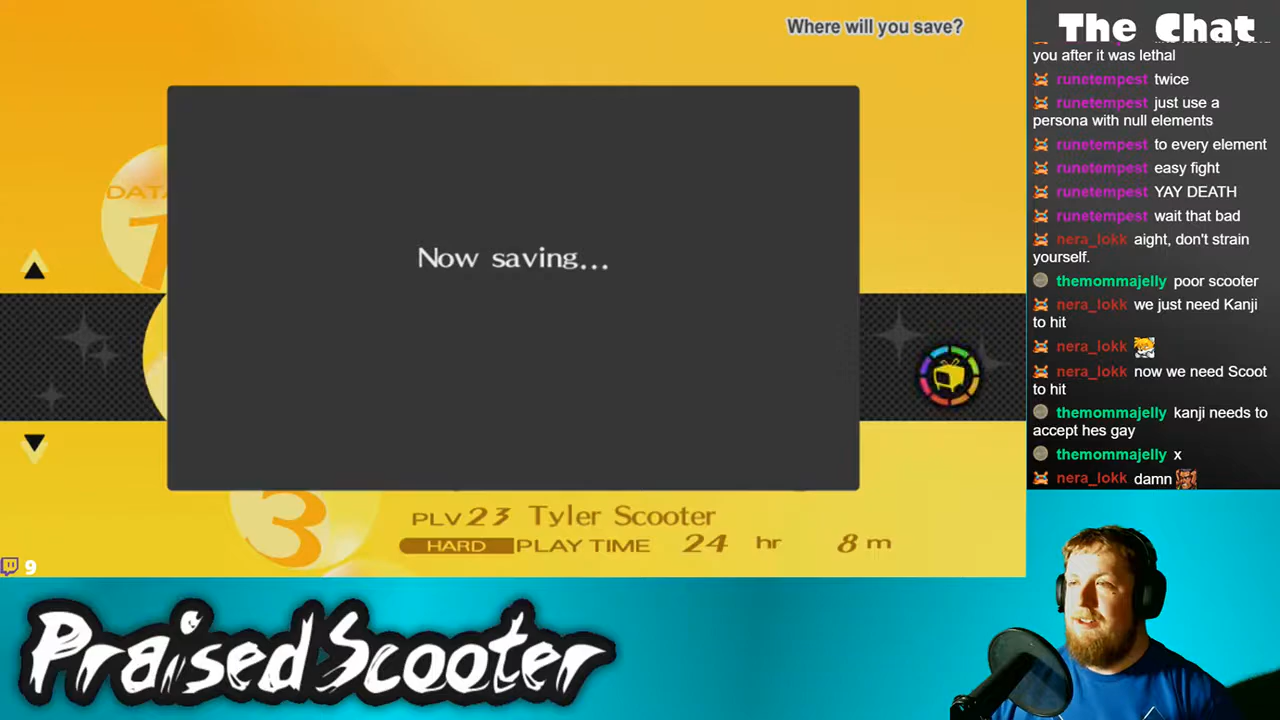 Where will you save?
DATA
1
Now saving...
3
PLV 23 Tyler Scooter
HARD PLAY TIME 24 hr 8 m
9
PraisedScooter
The Chat
you after it was lethal
runetempest twice
runetempest just use a
persona with null elements
runetempest to every element
runetempest easy fight
runetempest YAY DEATH
runetempest wait that bad
nera_lokk aight, don't strain
yourself.
themommajelly poor scooter
nera_lokk we just need Kanji
to hit
nera_lokk
nera_lokk now we need Scoot
to hit
themommajelly kanji needs to
accept hes gay
themommajelly x
nera_lokk damn